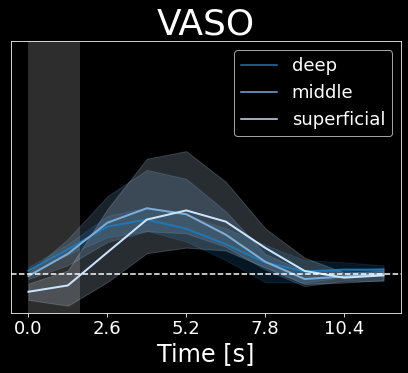 VASO
deep
middle
superficial
0.0 2.6 5.2 7.8 10.4
Time [s]